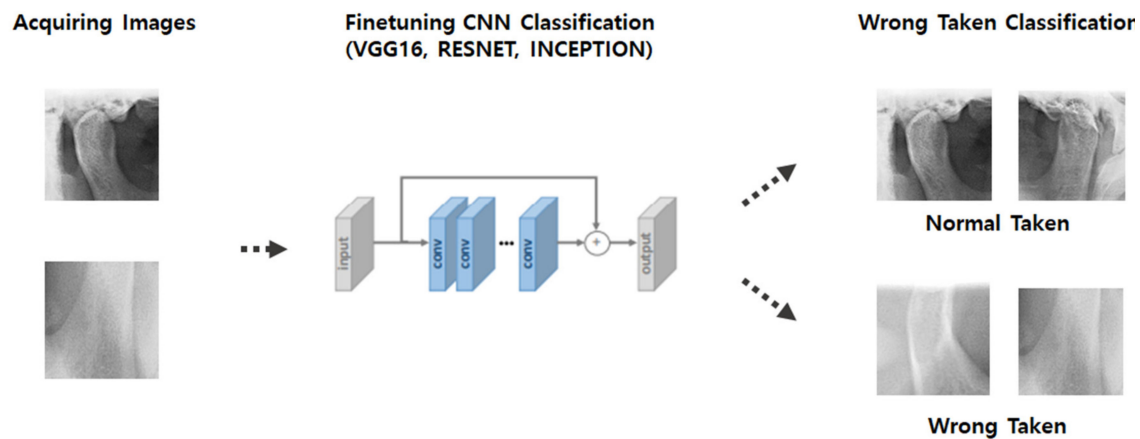 Acquiring Images
Finetuning CNN Classification
(VGG16, RESNET, INCEPTION)
Wrong Taken Classification
input
conv
conv
•••
conv
+
output
Normal Taken
Wrong Taken